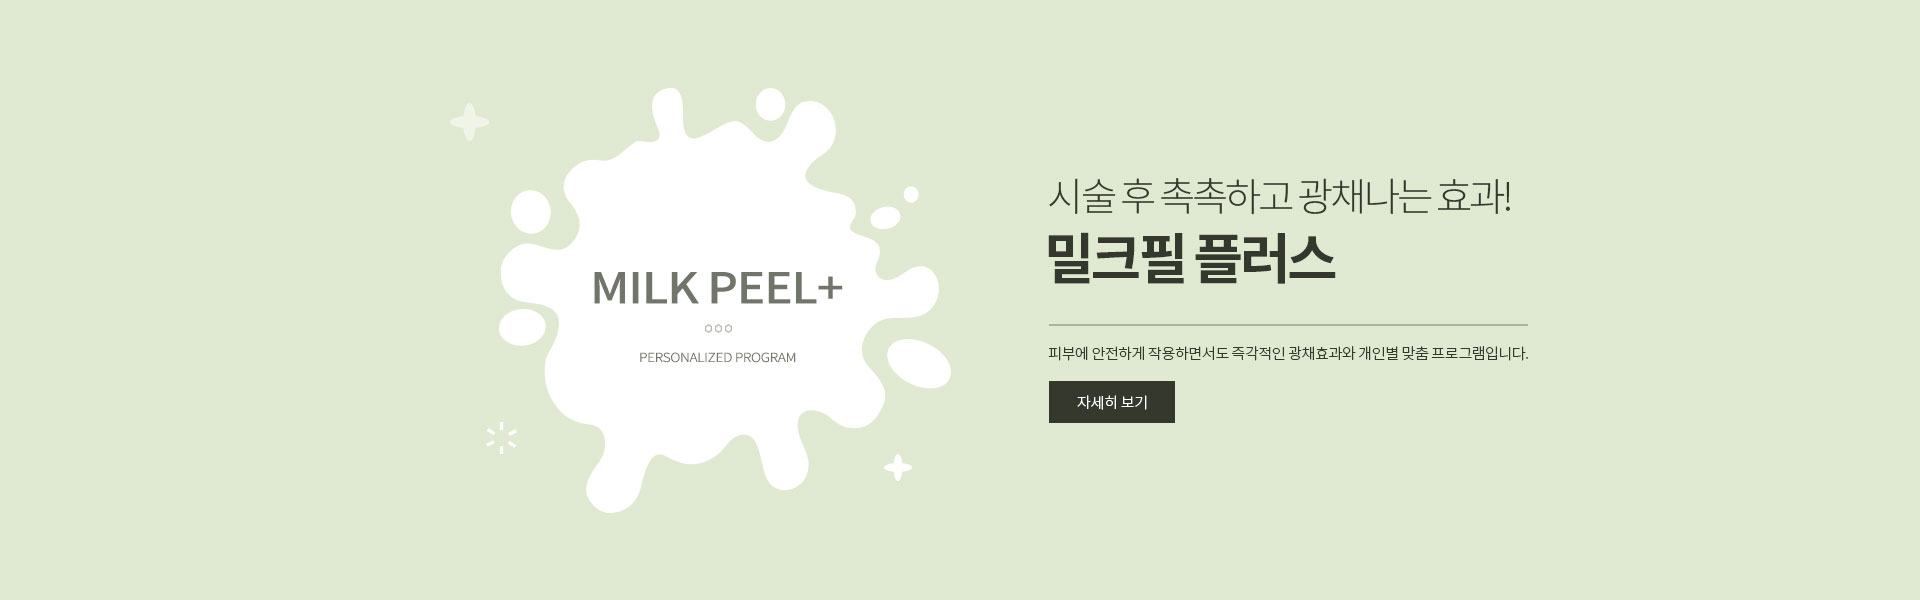 MILK PEEL+
PERSONALIZED PROGRAM
시술 후 촉촉하고 광채나는 효과!
밀크필 플러스
피부에 안전하게 작용하면서도 즉각적인 광채효과와 개인별 맞춤 프로그램입니다.
자세히 보기